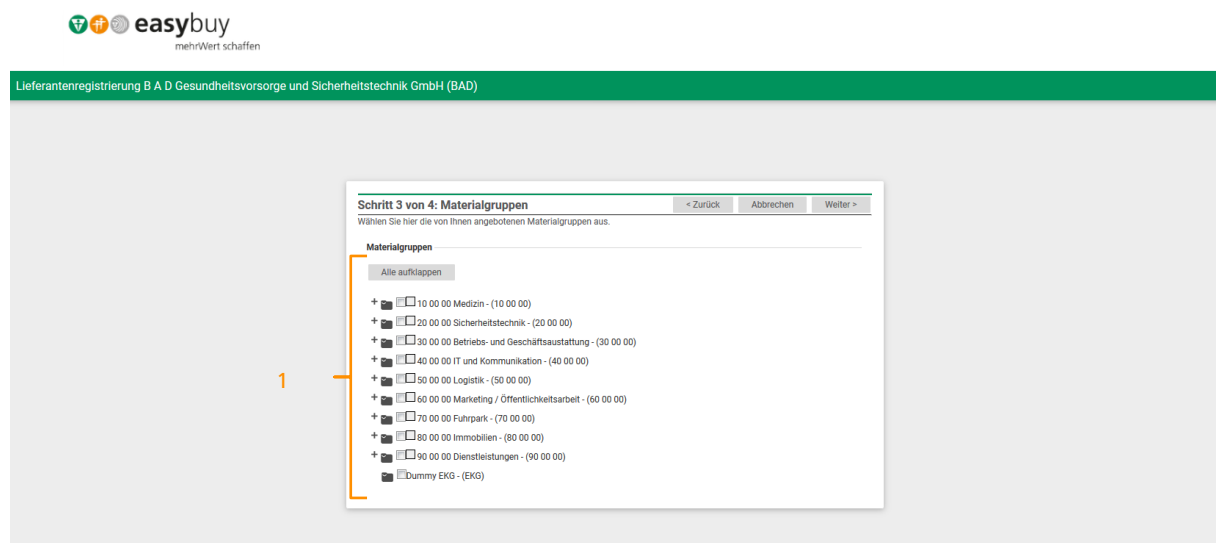 easybuy
mehrWert schaffen
Lieferantenregistrierung B A D Gesundheitsvorsorge und Sicherheitstechnik GmbH (BAD)
Schritt 3 von 4: Materialgruppen < Zurück Abbrechen Weiter >
Wählen Sie hier die von Ihnen angebotenen Materialgruppen aus.
Materialgruppen
Alle aufklappen
10 00 00 Medizin - (10 00 00)
20 00 00 Sicherheitstechnik - (20 00 00)
30 00 00 Betriebs- und Geschäftsaustattung - (30 00 00)
40 00 00 IT und Kommunikation - (40 00 00)
1
50 00 00 Logistik - (50 00 00)
60 00 00 Marketing / Öffentlichkeitsarbeit - (60 00 00)
70 00 00 Fuhrpark - (70 00 00)
80 00 00 Immobilien - (80 00 00)
90 00 00 Dienstleistungen - (90 00 00)
Dummy EKG - (EKG)